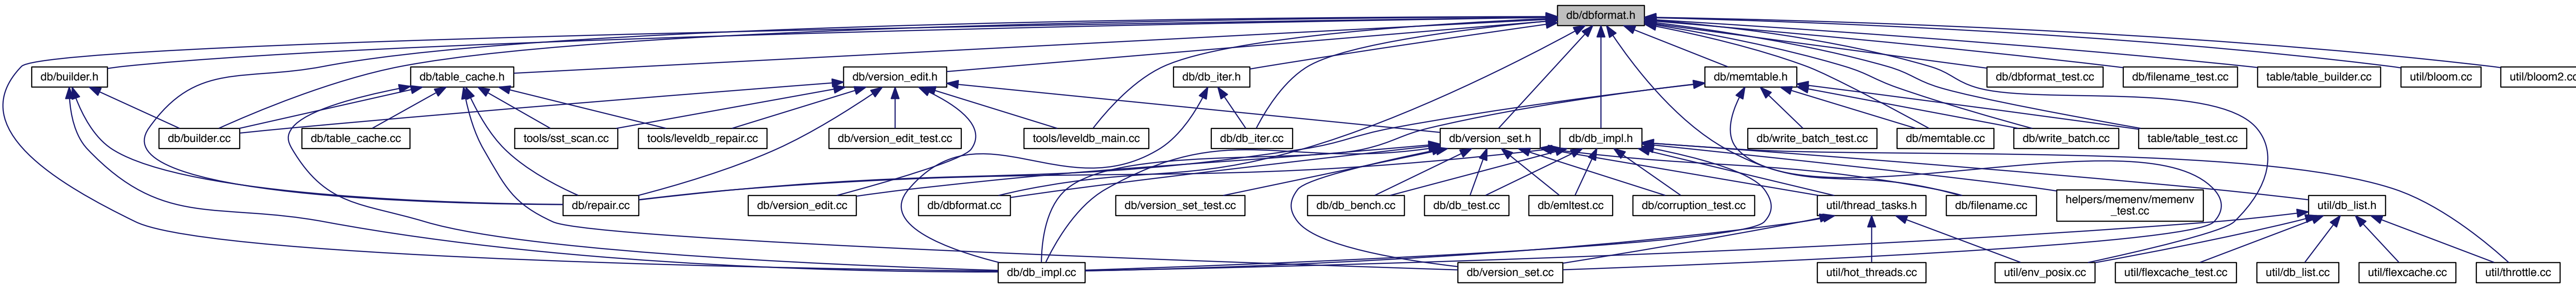 db/dbformat.h
db/builder.h
db/table_cache.h
db/version_edit.h
db/db_iter.h
db/memtable.h
db/dbformat_test.cc
db/filename_test.cc
table/table_builder.cc
util/bloom.cc
util/bloom2.cc
db/builder.cc
db/table_cache.cc
tools/sst_scan.cc
tools/leveldb_repair.cc
db/version_edit_test.cc
tools/leveldb_main.cc
db/db_iter.cc
db/version_set.h
db/db_impl.h
db/write_batch_test.cc
db/memtable.cc
db/write_batch.cc
table/table_test.cc
db/repair.cc
db/version_edit.cc
db/dbformat.cc
db/version_set_test.cc
db/db_bench.cc
db/db_test.cc
db/emltest.cc
db/corruption_test.cc
util/thread_tasks.h
db/filename.cc
helpers/memenv/memenv
_test.cc
util/db_list.h
db/db_impl.cc
db/version_set.cc
util/hot_threads.cc
util/env_posix.cc
util/flexcache_test.cc
util/db_list.cc
util/flexcache.cc
util/throttle.cc